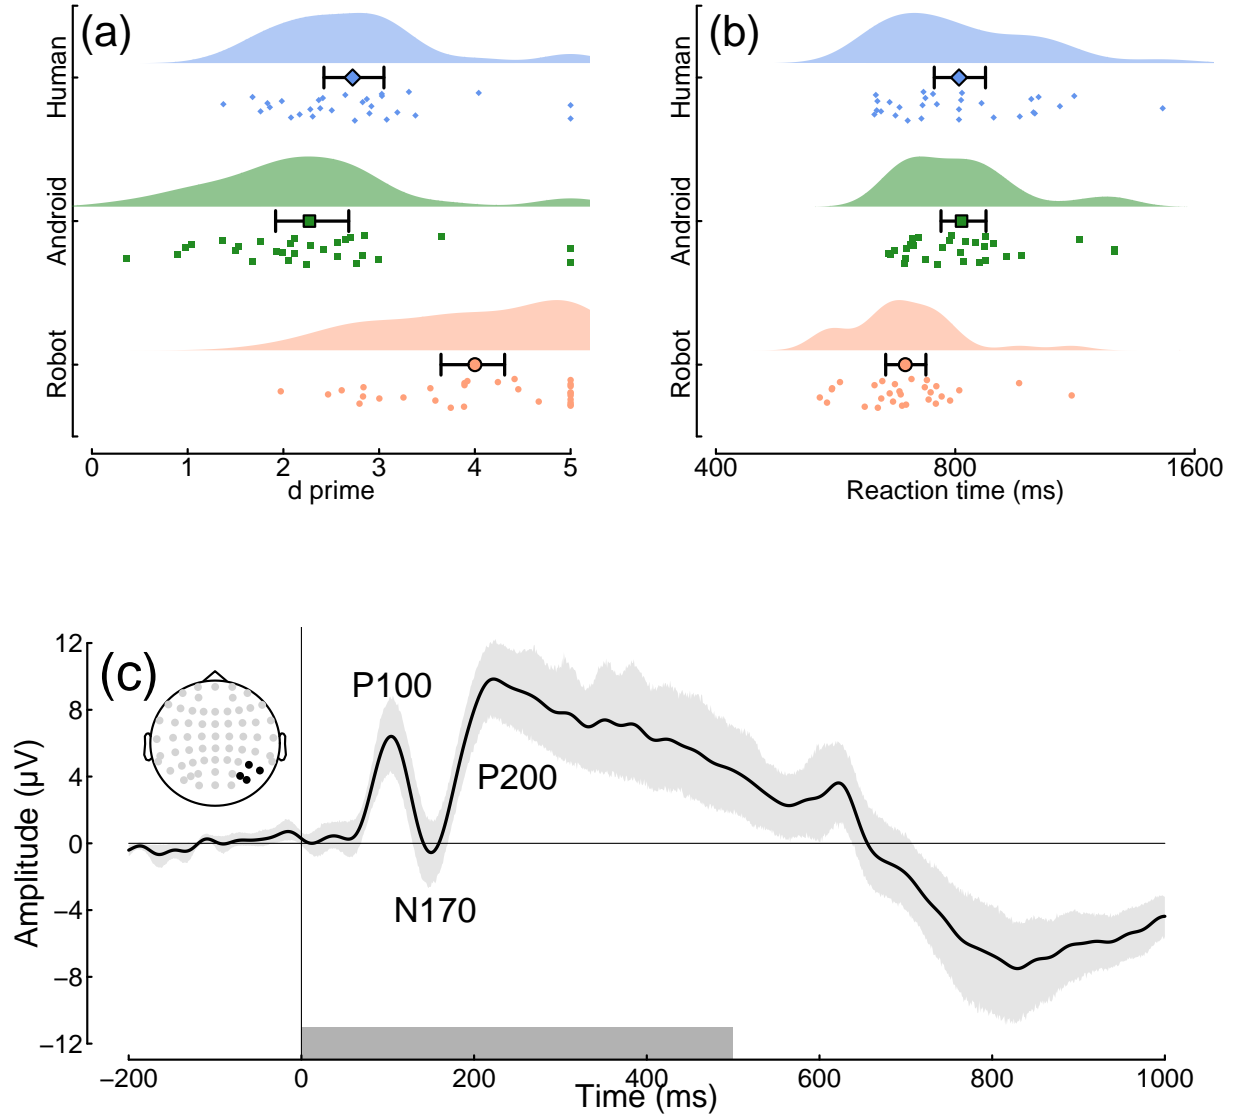 (a)
Human
Android
Robot
0 1 2 3 4 5
d prime
(b)
Human
Android
Robot
400 800 1600
Reaction time (ms)
(c)
P100
P200
N170
Amplitude (µV)
12
8
4
0
−4
−8
−12
−200 0 200 400 600 800 1000
Time (ms)